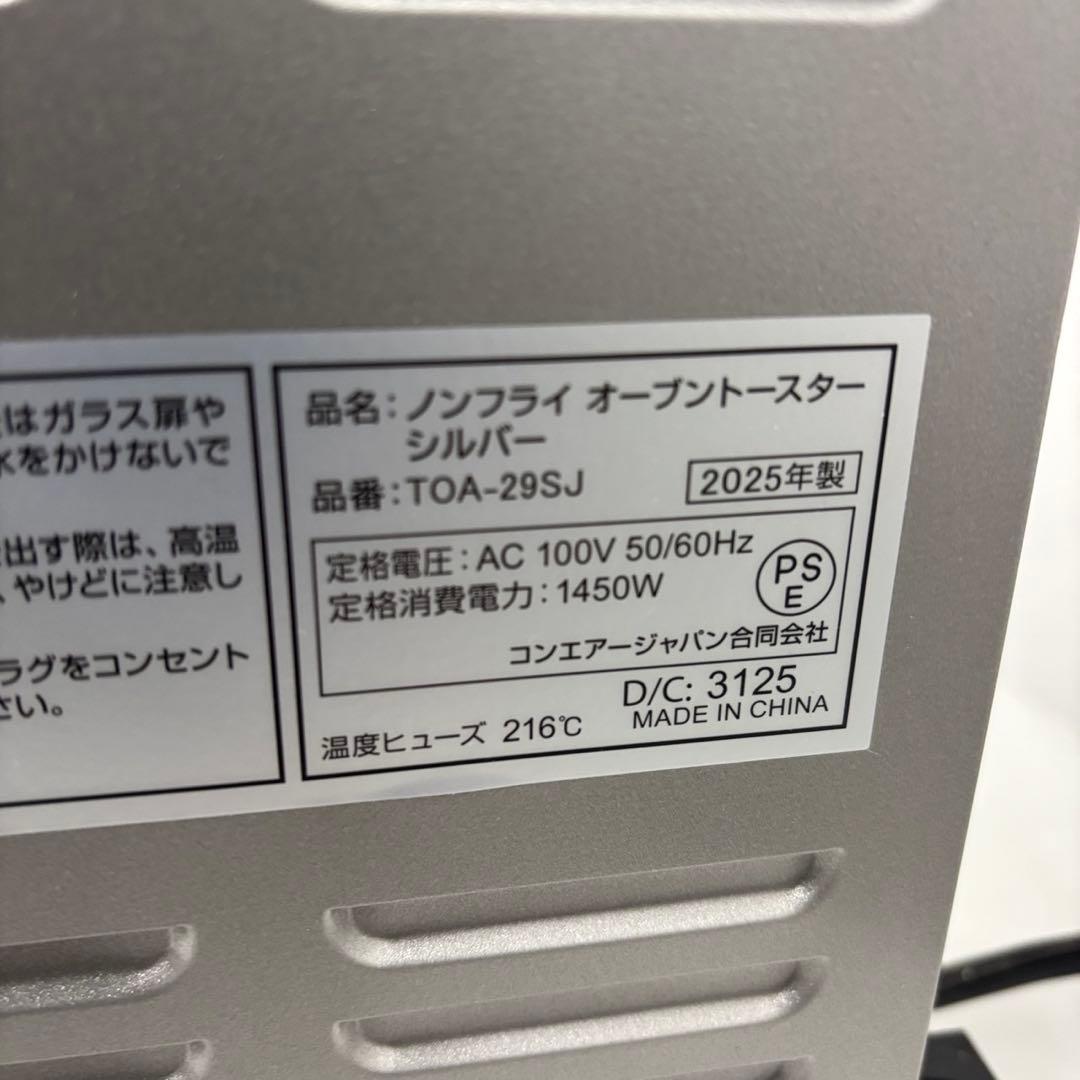 はガラス扉や
水をかけないで
出す際は、高温
、やけどに注意し
ラグをコンセント
さい。
品名：ノンフライ オーブントースター
シルバー
品番：TOA-29SJ
2025年製
定格電圧：AC 100V 50/60Hz
定格消費電力：1450W
PS
E
コンエアージャパン合同会社
D/C: 3125
温度ヒューズ 216℃
MADE IN CHINA